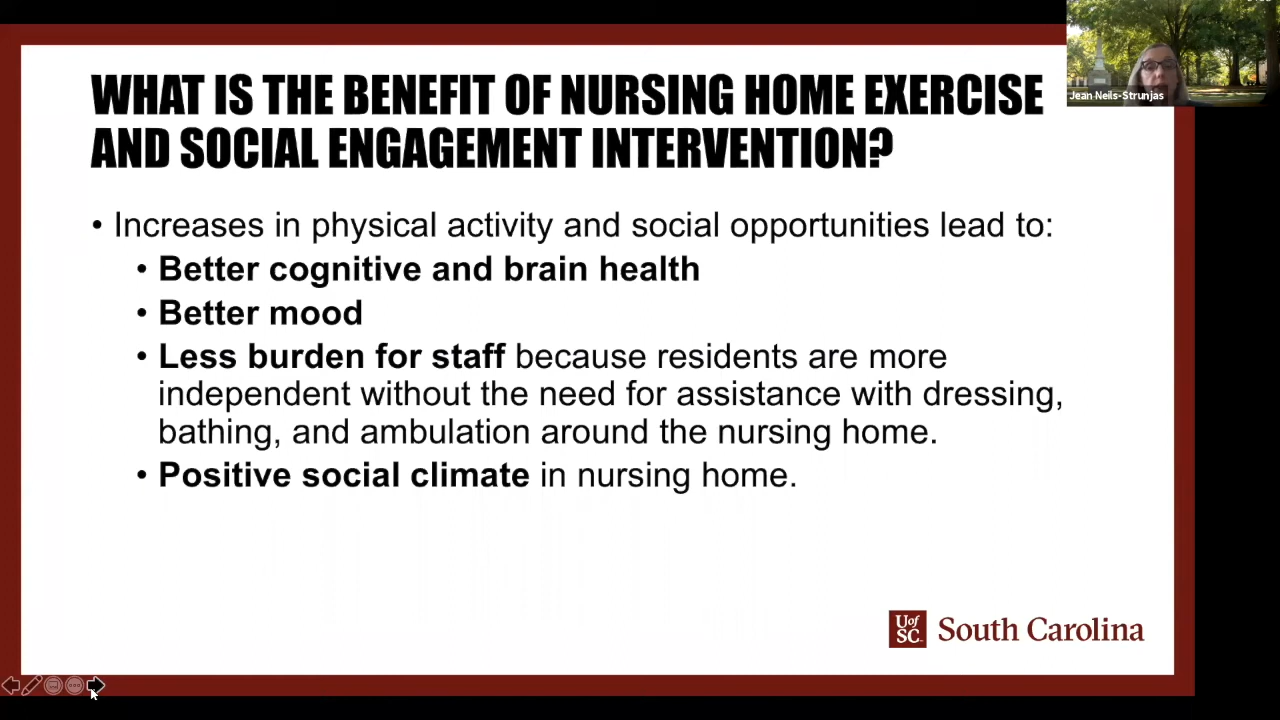 WHAT IS THE BENEFIT OF NURSING HOME EXERCISE
AND SOCIAL ENGAGEMENT INTERVENTION?
Jean Neils-Strunjas
• Increases in physical activity and social opportunities lead to:
• Better cognitive and brain health
• Better mood
• Less burden for staff because residents are more
independent without the need for assistance with dressing,
bathing, and ambulation around the nursing home.
• Positive social climate in nursing home.
U of
SC
South Carolina